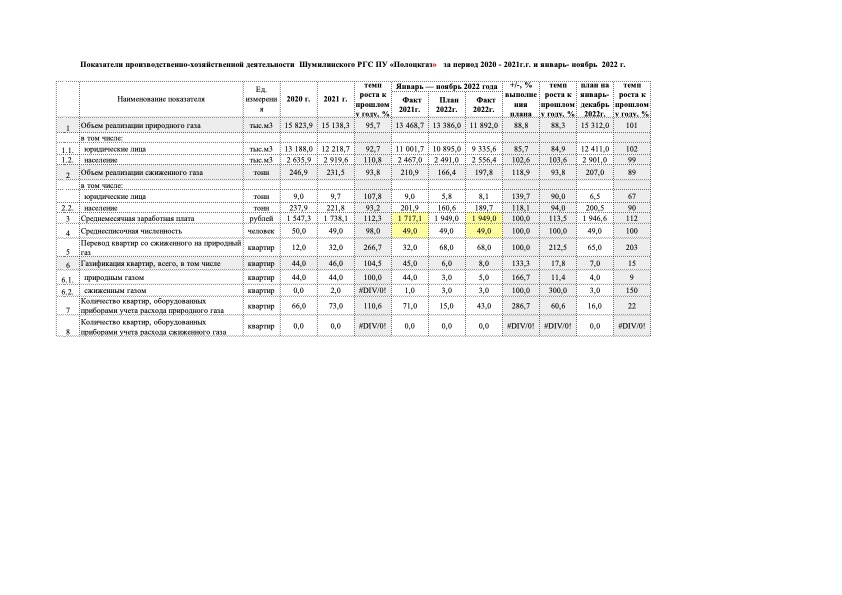 Показатели производственно-хозяйственной деятельности Шумилинского РГС ПУ «Полоцкгаз» за период 2020 - 2021г.г. и январь- ноябрь 2022 г.
Наименование показателя Ед. измерения 2020 г. 2021 г. темп роста к прошлому году, % Январь — ноябрь 2022 года Факт 2021г. План 2022г. Факт 2022г. +/-, % выполнения плана темп роста к прошлому году, % план на январь-декабрь 2022г. темп роста к прошлому году, %
1 Объем реализации природного газа тыс.м3 15 823,9 15 138,3 95,7 13 468,7 13 386,0 11 892,0 88,8 88,3 15 312,0 101
в том числе:
1.1. юридические лица тыс.м3 13 188,0 12 218,7 92,7 11 001,7 10 895,0 9 335,6 85,7 84,9 12 411,0 102
1.2. население тыс.м3 2 635,9 2 919,6 110,8 2 467,0 2 491,0 2 556,4 102,6 103,6 2 901,0 99
2 Объем реализации сжиженного газа тонн 246,9 231,5 93,8 210,9 166,4 197,8 118,9 93,8 207,0 89
в том числе:
юридические лица тонн 9,0 9,7 107,8 9,0 5,8 8,1 139,7 90,0 6,5 67
2.2. население тонн 237,9 221,8 93,2 201,9 160,6 189,7 118,1 94,0 200,5 90
3 Среднемесячная заработная плата рублей 1 547,3 1 738,1 112,3 1 717,1 1 949,0 1 949,0 100,0 113,5 1 946,6 112
4 Среднесписочная численность человек 50,0 49,0 98,0 49,0 49,0 49,0 100,0 100,0 49,0 100
5 Перевод квартир со сжиженного на природный газ квартир 12,0 32,0 266,7 32,0 68,0 68,0 100,0 212,5 65,0 203
6 Газификация квартир, всего, в том числе квартир 44,0 46,0 104,5 45,0 6,0 8,0 133,3 17,8 7,0 15
6.1. природным газом квартир 44,0 44,0 100,0 44,0 3,0 5,0 166,7 11,4 4,0 9
6.2. сжиженным газом квартир 0,0 2,0 #DIV/0! 1,0 3,0 3,0 100,0 300,0 3,0 150
7 Количество квартир, оборудованных приборами учета расхода природного газа квартир 66,0 73,0 110,6 71,0 15,0 43,0 286,7 60,6 16,0 22
8 Количество квартир, оборудованных приборами учета расхода сжиженного газа квартир 0,0 0,0 #DIV/0! 0,0 0,0 0,0 #DIV/0! #DIV/0! 0,0 #DIV/0!